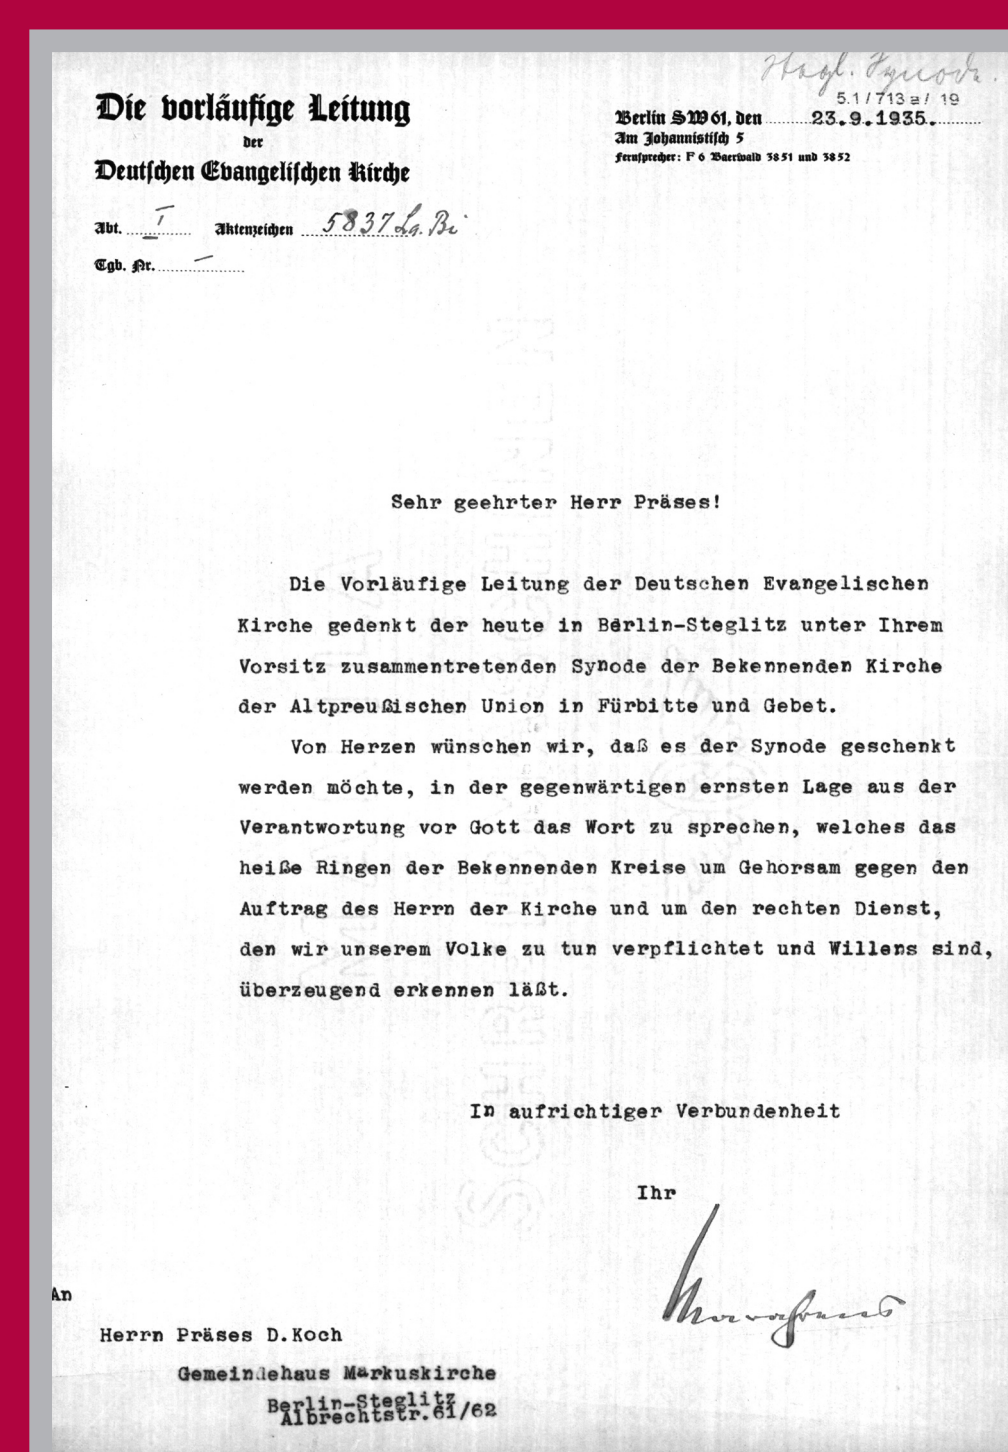 Stegl. Synode.
5.1/713 a/ 19
Die vorläufige Leitung
der
Deutschen Evangelischen Kirche
Berlin SW 61, den 23.9.1935.
Am Johannistisch 5
Fernsprecher: F 6 Baerwald 3851 und 3852
Abt. I Aktenzeichen 5837 La. Bi
Tgb. Nr. —
Sehr geehrter Herr Präses!
Die Vorläufige Leitung der Deutschen Evangelischen
Kirche gedenkt der heute in Berlin-Steglitz unter Ihrem
Vorsitz zusammentretenden Synode der Bekennenden Kirche
der Altpreußischen Union in Fürbitte und Gebet.
Von Herzen wünschen wir, daß es der Synode geschenkt
werden möchte, in der gegenwärtigen ernsten Lage aus der
Verantwortung vor Gott das Wort zu sprechen, welches das
heiße Ringen der Bekennenden Kreise um Gehorsam gegen den
Auftrag des Herrn der Kirche und um den rechten Dienst,
den wir unserem Volke zu tun verpflichtet und Willens sind,
überzeugend erkennen läßt.
In aufrichtiger Verbundenheit
Ihr
Marahrens
An
Herrn Präses D.Koch
Gemeindehaus Markuskirche
Berlin-Steglitz
Albrechtstr.61/62